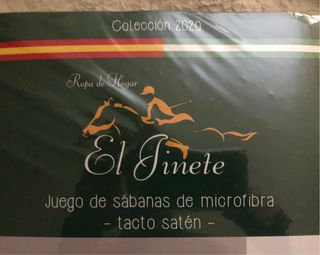 Colección 2020
Ropa de Hogar
El Jinete
Juego de sábanas de microfibra
- tacto satén -